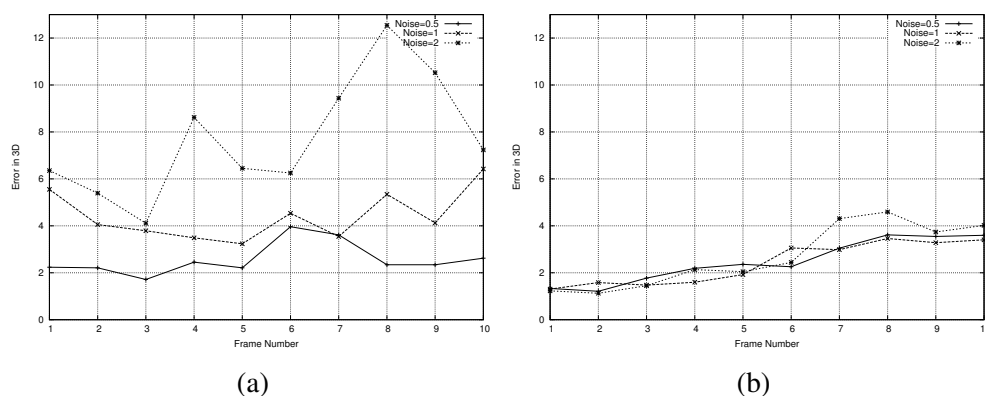 Noise=0.5
Noise=1
Noise=2
12
10
8
6
4
2
0
Error in 3D
1 2 3 4 5 6 7 8 9 10
Frame Number
(a)
Noise=0.5
Noise=1
Noise=2
12
10
8
6
4
2
0
Error in 3D
1 2 3 4 5 6 7 8 9 1
Frame Number
(b)